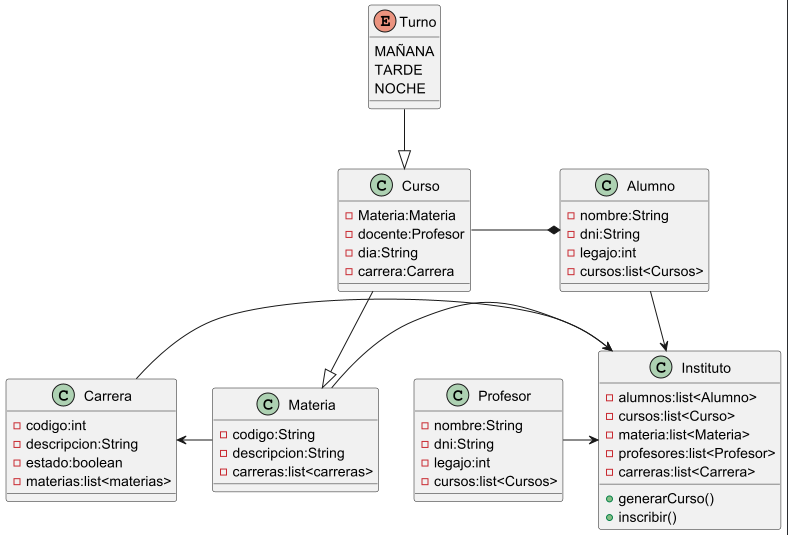 E Turno
MAÑANA
TARDE
NOCHE
C Curso
Materia:Materia
docente:Profesor
dia:String
carrera:Carrera
C Alumno
nombre:String
dni:String
legajo:int
cursos:list<Cursos>
C Carrera
codigo:int
descripcion:String
estado:boolean
materias:list<materias>
C Materia
codigo:String
descripcion:String
carreras:list<carreras>
C Profesor
nombre:String
dni:String
legajo:int
cursos:list<Cursos>
C Instituto
alumnos:list<Alumno>
cursos:list<Curso>
materia:list<Materia>
profesores:list<Profesor>
carreras:list<Carrera>
generarCurso()
inscribir()